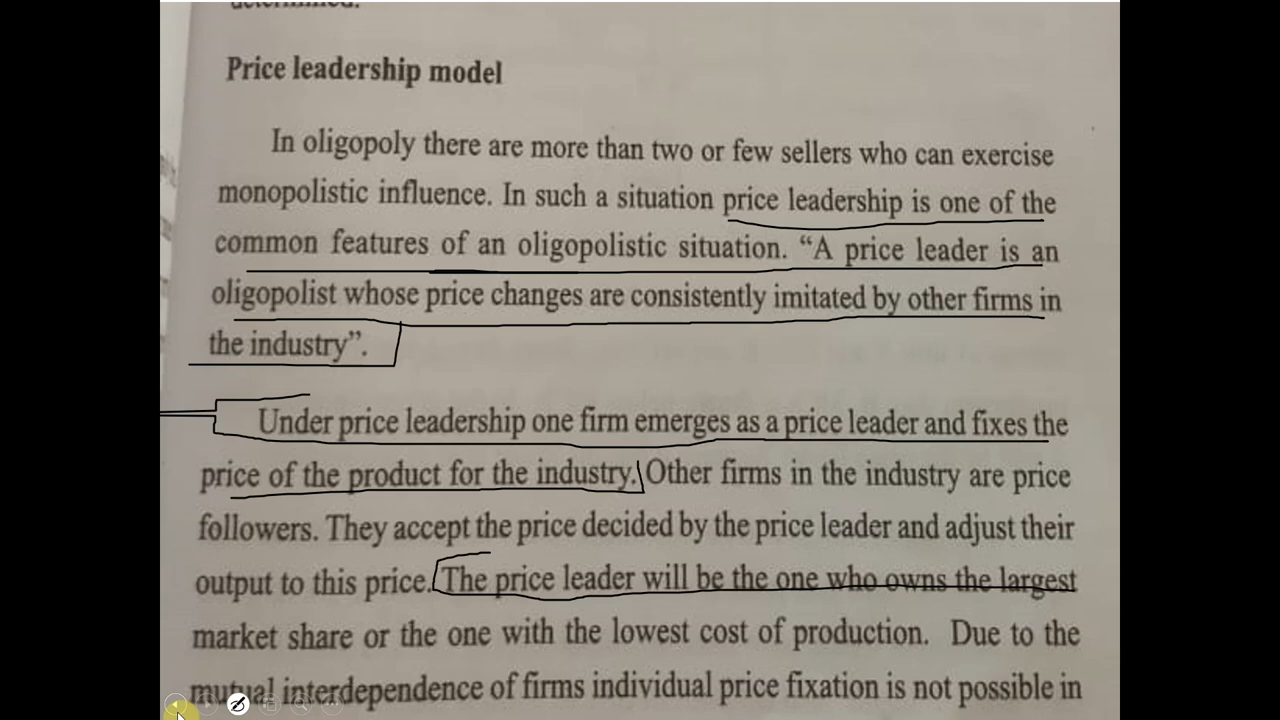 determined.
Price leadership model
In oligopoly there are more than two or few sellers who can exercise
monopolistic influence. In such a situation price leadership is one of the
common features of an oligopolistic situation. “A price leader is an
oligopolist whose price changes are consistently imitated by other firms in
the industry”.
Under price leadership one firm emerges as a price leader and fixes the
price of the product for the industry. Other firms in the industry are price
followers. They accept the price decided by the price leader and adjust their
output to this price. The price leader will be the one who owns the largest
market share or the one with the lowest cost of production. Due to the
mutual interdependence of firms individual price fixation is not possible in